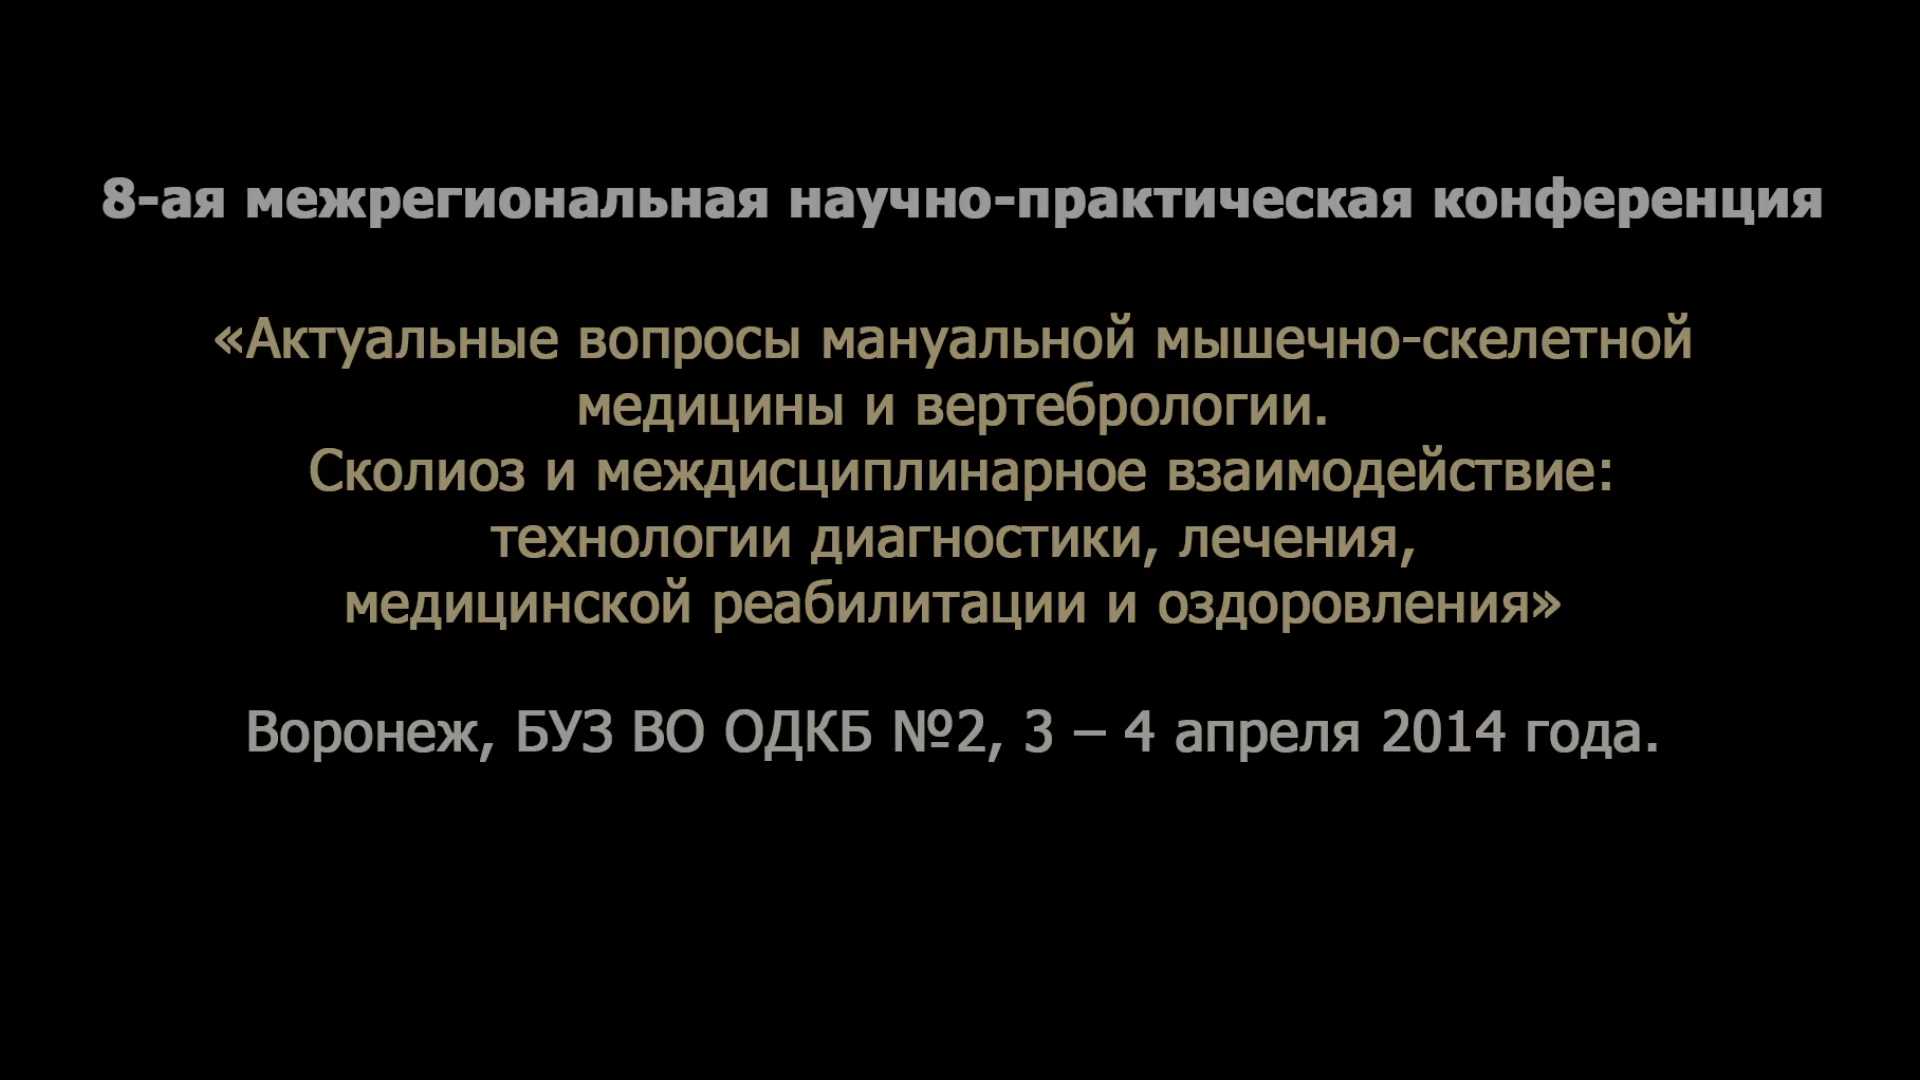 8-ая межрегиональная научно-практическая конференция
«Актуальные вопросы мануальной мышечно-скелетной
медицины и вертебрологии.
Сколиоз и междисциплинарное взаимодействие:
технологии диагностики, лечения,
медицинской реабилитации и оздоровления»
Воронеж, БУЗ ВО ОДКБ №2, 3 – 4 апреля 2014 года.